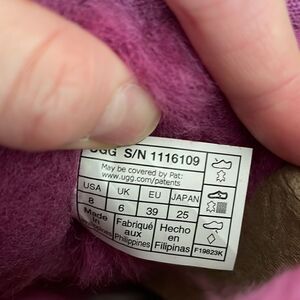 UGG S/N 1116109
May be covered by Pat:
www.ugg.com/patents
USA UK EU JAPAN
8 6 39 25
Made Fabriqué Hecho
in aux en
Philippines Philippines Filipinas
F19823K